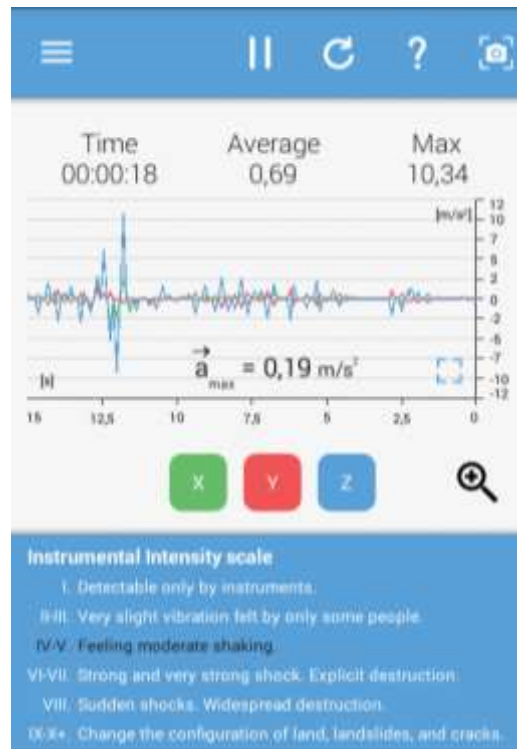 ?
Time Average Max
00:00:18 0,69 10,34
[m/s²]
12
10
7
5
2
0
-2
-5
-7
-10
-12
a max = 0,19 m/s²
[s]
15 12,5 10 7,5 5 2,5 0
X Y Z
Instrumental Intensity scale
I. Detectable only by instruments.
II-III. Very slight vibration felt by only some people.
IV-V. Feeling moderate shaking.
VI-VII. Strong and very strong shock. Explicit destruction.
VIII. Sudden shocks. Widespread destruction.
IX-X+. Change the configuration of land, landslides, and cracks.